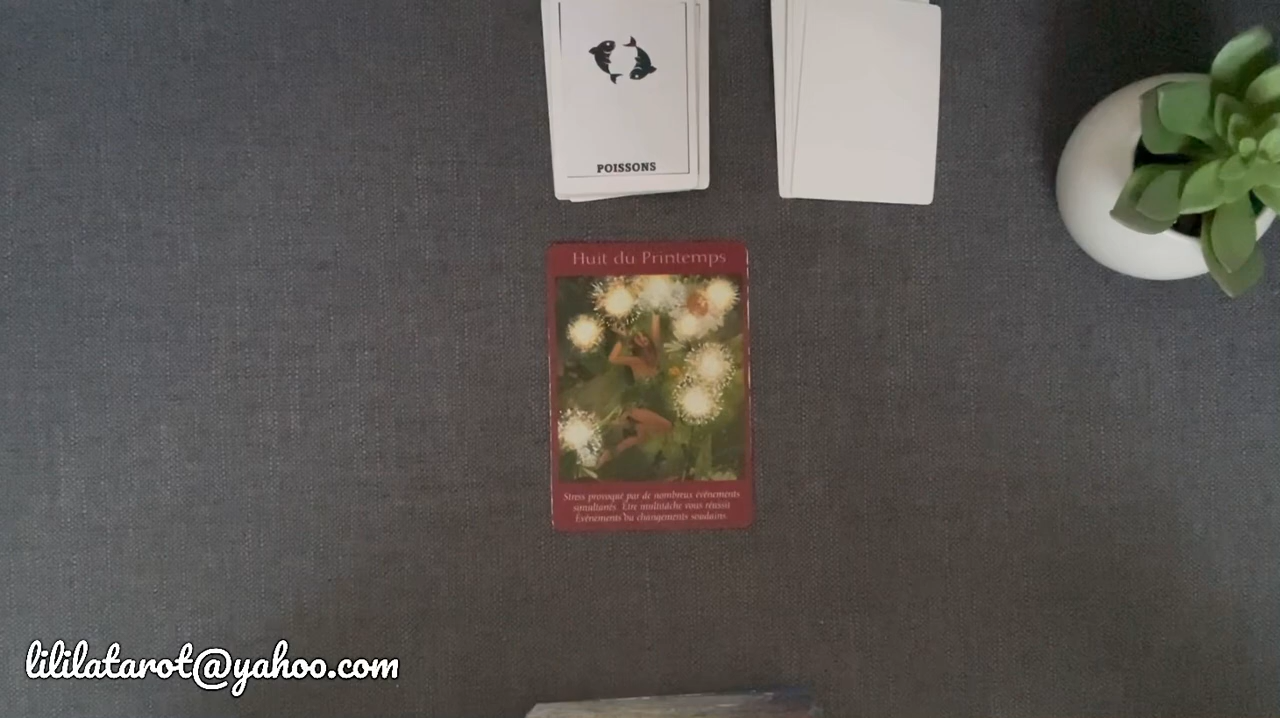 POISSONS
Huit du Printemps
Stress provoqué par de nombreux événements
simultanés. Être multitâche vous réussit.
Événements ou changements soudains.
lililatarot@yahoo.com